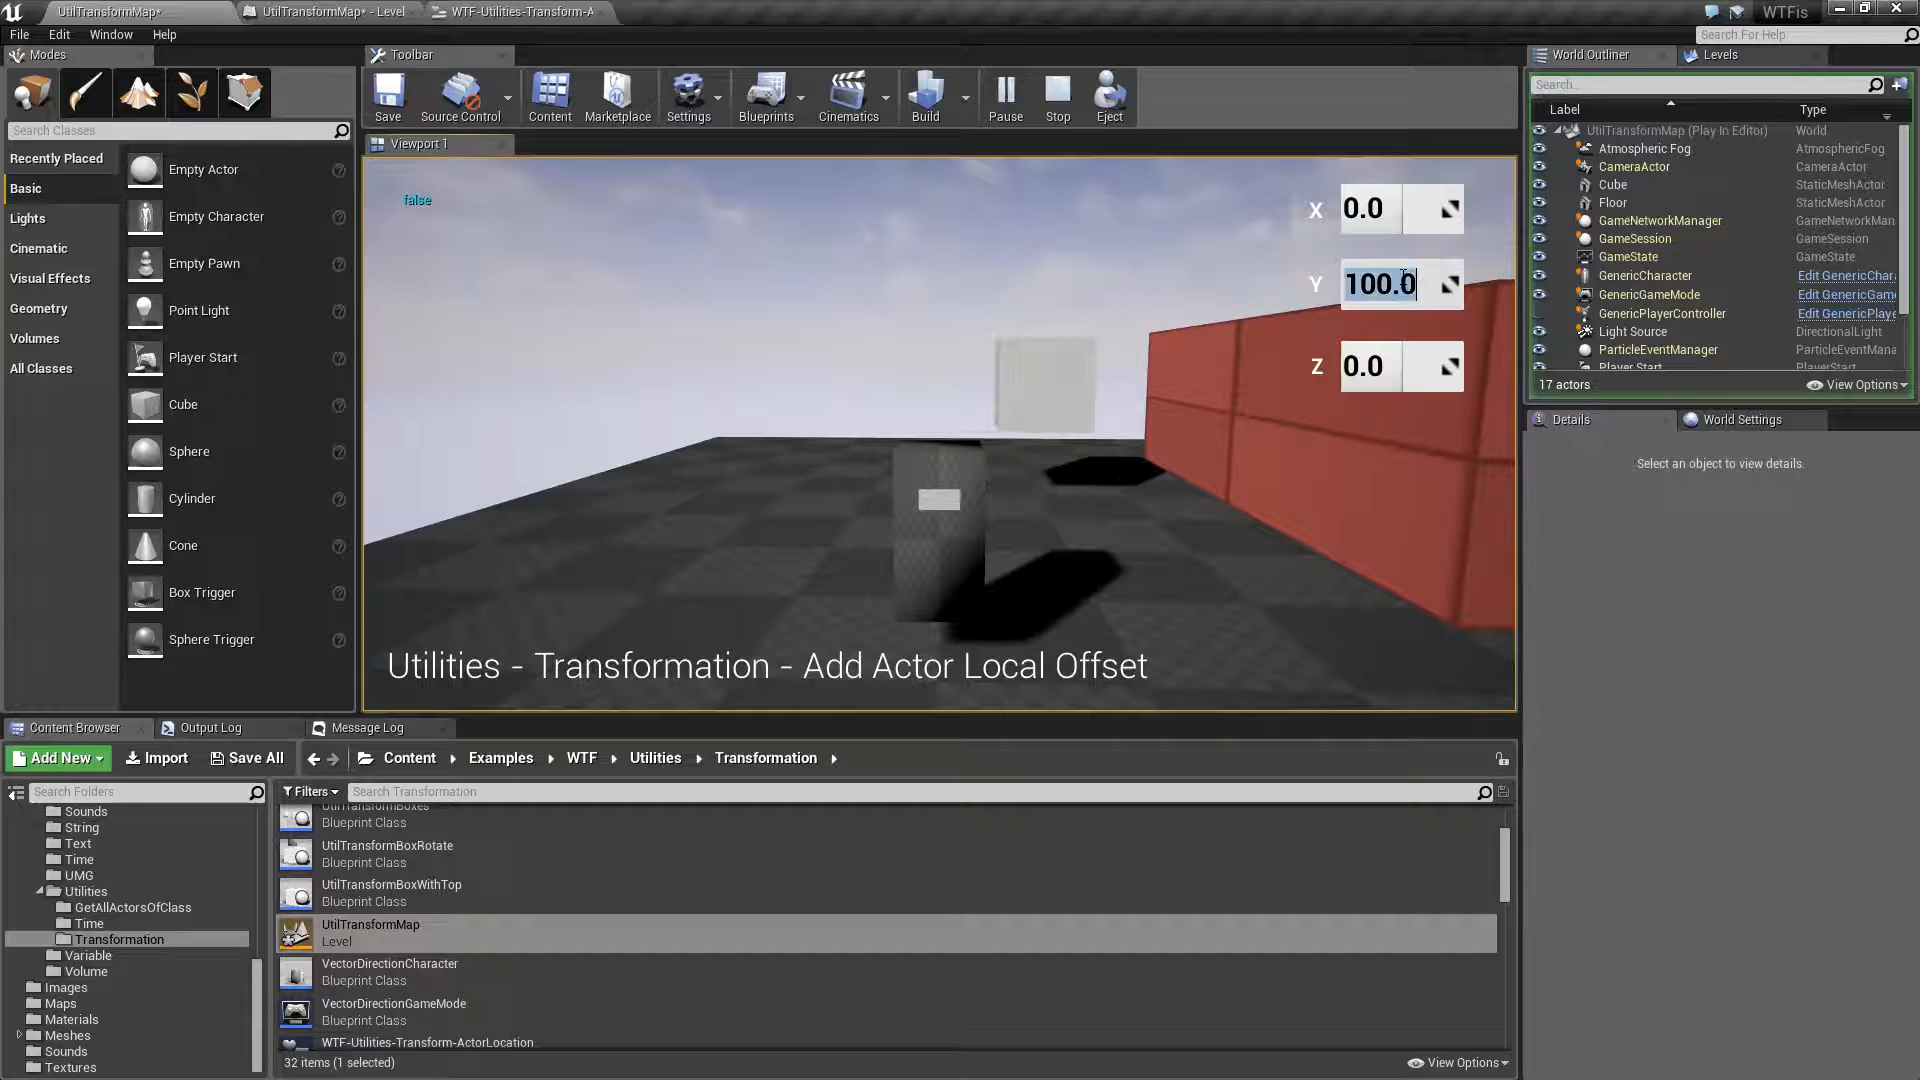 UtilTransformMap*
UtilTransformMap* - Level
WTF-Utilities-Transform-A
WTFis
File
Edit
Window
Help
Search For Help
Modes
Toolbar
World Outliner
Levels
Save
Source Control
Content
Marketplace
Settings
Blueprints
Cinematics
Build
Pause
Stop
Eject
Search...
Label
Type
Search Classes
Viewport 1
Recently Placed
Basic
Lights
Cinematic
Visual Effects
Geometry
Volumes
All Classes
Empty Actor
Empty Character
Empty Pawn
Point Light
Player Start
Cube
Sphere
Cylinder
Cone
Box Trigger
Sphere Trigger
false
X 0.0
Y 100.0
Z 0.0
Utilities - Transformation - Add Actor Local Offset
UtilTransformMap (Play In Editor) World
Atmospheric Fog AtmosphericFog
CameraActor CameraActor
Cube StaticMeshActor
Floor StaticMeshActor
GameNetworkManager GameNetworkMan
GameSession GameSession
GameState GameState
GenericCharacter Edit GenericChar
GenericGameMode Edit GenericGam
GenericPlayerController Edit GenericPlaye
Light Source DirectionalLight
ParticleEventManager ParticleEventMana
Player Start PlayerStart
17 actors
View Options
Details
World Settings
Select an object to view details.
Content Browser
Output Log
Message Log
Add New
Import
Save All
Content
Examples
WTF
Utilities
Transformation
Search Folders
Filters
Search Transformation
Sounds
String
Text
Time
UMG
Utilities
GetAllActorsOfClass
Time
Transformation
Variable
Volume
Images
Maps
Materials
Meshes
Sounds
Textures
UtilTransformBoxes
Blueprint Class
UtilTransformBoxRotate
Blueprint Class
UtilTransformBoxWithTop
Blueprint Class
UtilTransformMap
Level
VectorDirectionCharacter
Blueprint Class
VectorDirectionGameMode
Blueprint Class
WTF-Utilities-Transform-ActorLocation
32 items (1 selected)
View Options